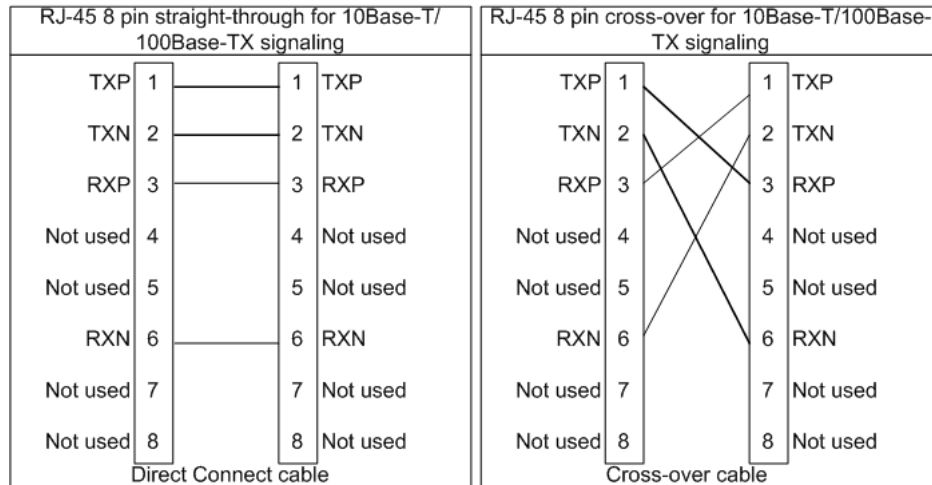 RJ-45 8 pin straight-through for 10Base-T/
100Base-TX signaling
TXP 1 1 TXP
TXN 2 2 TXN
RXP 3 3 RXP
Not used 4 4 Not used
Not used 5 5 Not used
RXN 6 6 RXN
Not used 7 7 Not used
Not used 8 8 Not used
Direct Connect cable
RJ-45 8 pin cross-over for 10Base-T/100Base-
TX signaling
TXP 1 1 TXP
TXN 2 2 TXN
RXP 3 3 RXP
Not used 4 4 Not used
Not used 5 5 Not used
RXN 6 6 RXN
Not used 7 7 Not used
Not used 8 8 Not used
Cross-over cable